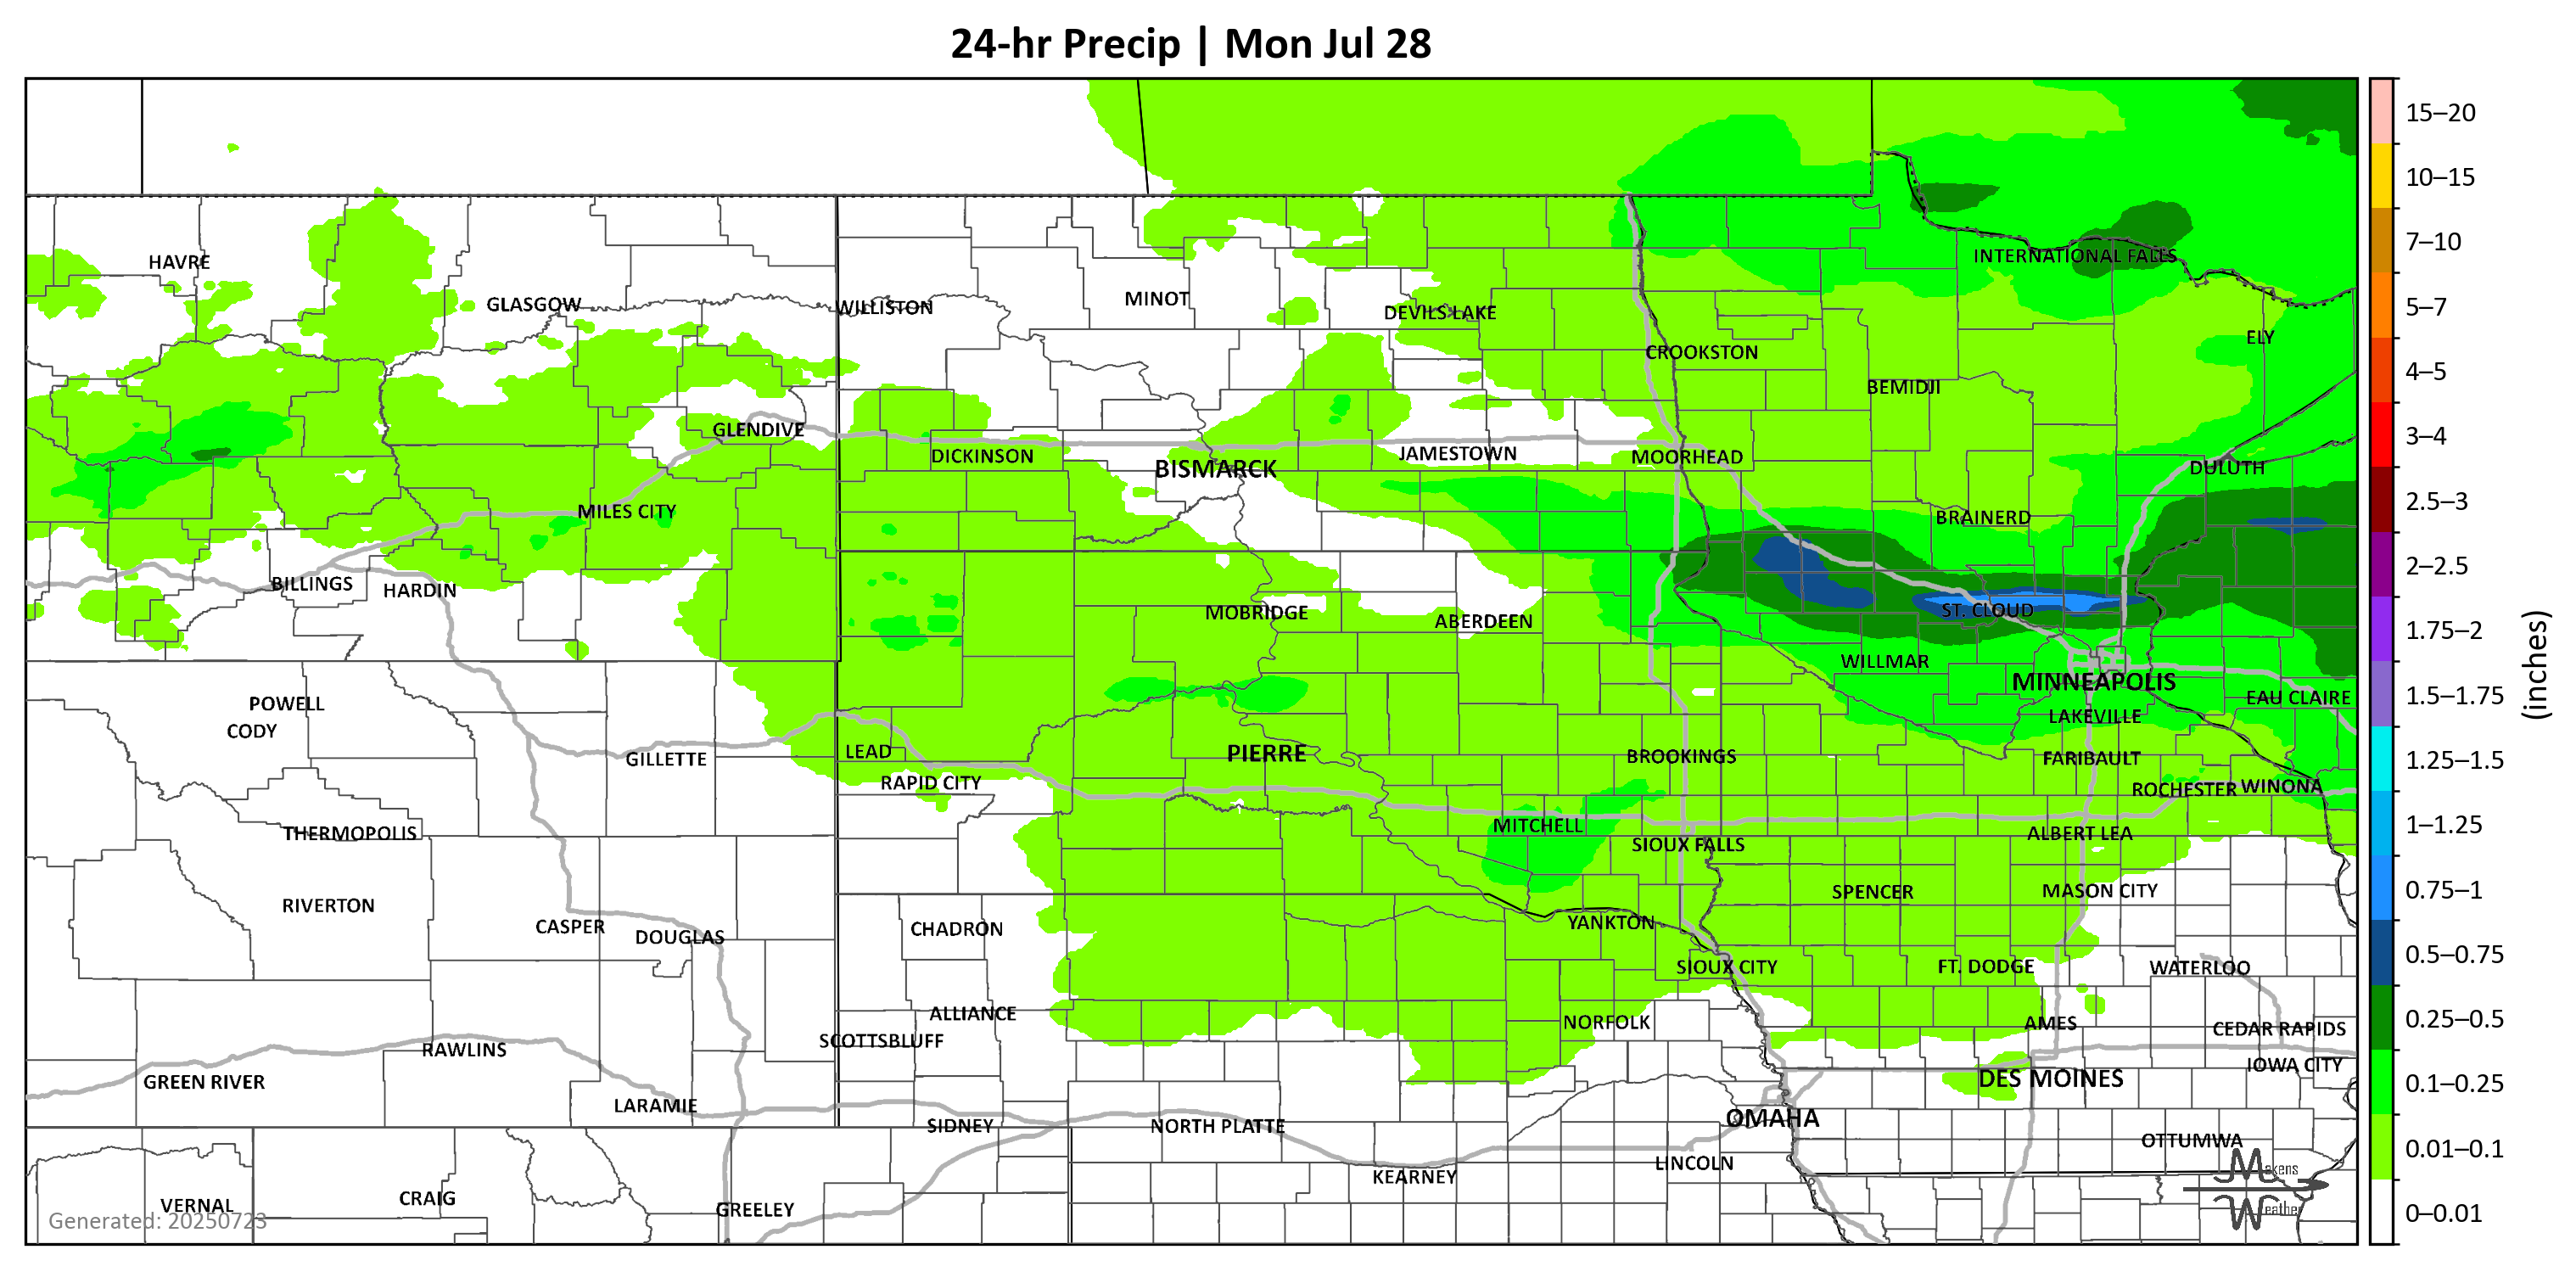 24-hr Precip | Mon Jul 28
15–20
10–15
7–10
5–7
4–5
3–4
2.5–3
2–2.5
1.75–2
1.5–1.75
1.25–1.5
1–1.25
0.75–1
0.5–0.75
0.25–0.5
0.1–0.25
0.01–0.1
0–0.01
(inches)
HAVRE
INTERNATIONAL FALLS
GLASGOW
WILLISTON
MINOT
DEVILS LAKE
ELY
CROOKSTON
BEMIDJI
GLENDIVE
DICKINSON
BISMARCK
JAMESTOWN
MOORHEAD
DULUTH
MILES CITY
BRAINERD
BILLINGS
HARDIN
MOBRIDGE
ABERDEEN
ST. CLOUD
WILLMAR
MINNEAPOLIS
EAU CLAIRE
POWELL
CODY
LAKEVILLE
GILLETTE
LEAD
PIERRE
BROOKINGS
FARIBAULT
RAPID CITY
ROCHESTER
WINONA
THERMOPOLIS
MITCHELL
SIOUX FALLS
ALBERT LEA
RIVERTON
SPENCER
MASON CITY
CASPER
DOUGLAS
CHADRON
YANKTON
SIOUX CITY
FT. DODGE
WATERLOO
ALLIANCE
SCOTTSBLUFF
NORFOLK
AMES
CEDAR RAPIDS
RAWLINS
IOWA CITY
GREEN RIVER
DES MOINES
LARAMIE
SIDNEY
NORTH PLATTE
OMAHA
OTTUMWA
LINCOLN
KEARNEY
VERNAL
CRAIG
GREELEY
Generated: 20250723
Makens
Weather